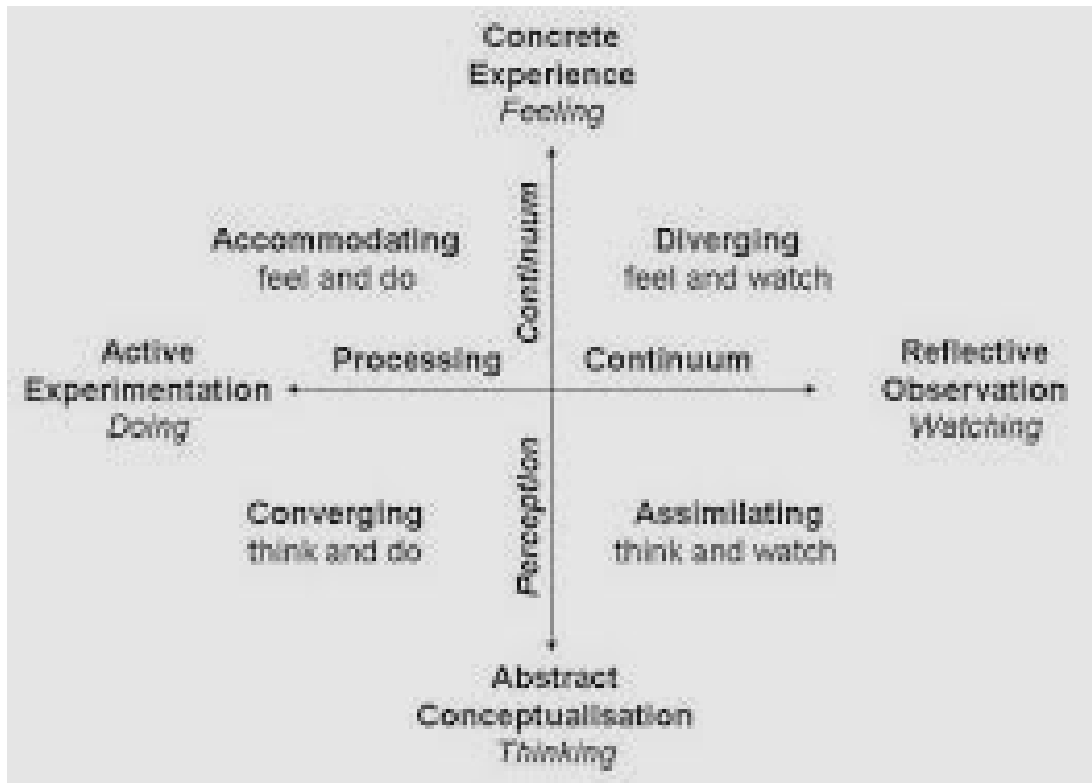 Concrete
Experience
Feeling
Continuum
Accommodating
feel and do
Diverging
feel and watch
Active
Experimentation
Doing
Processing
Continuum
Reflective
Observation
Watching
Perception
Converging
think and do
Assimilating
think and watch
Abstract
Conceptualisation
Thinking